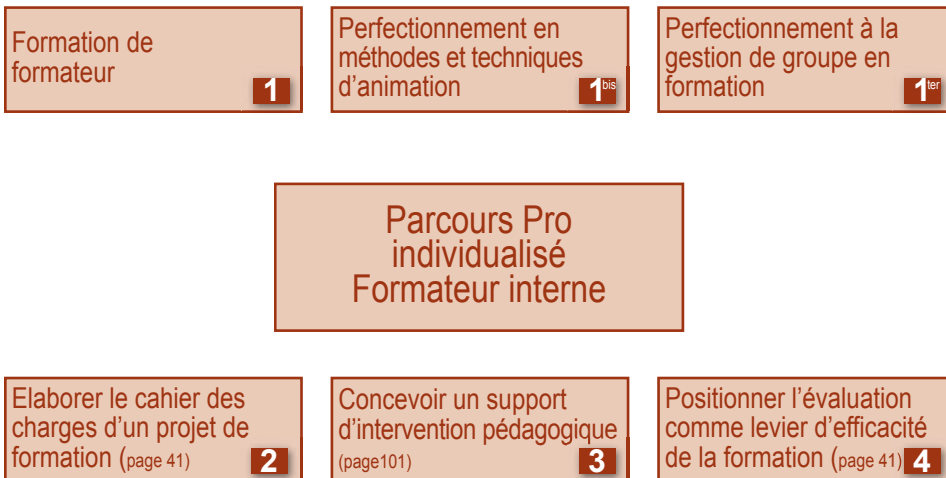 Formation de
formateur
1
Perfectionnement en
méthodes et techniques
d’animation
1bis
Perfectionnement à la
gestion de groupe en
formation
1ter
Parcours Pro
individualisé
Formateur interne
Elaborer le cahier des
charges d’un projet de
formation (page 41)
2
Concevoir un support
d’intervention pédagogique
(page101)
3
Positionner l’évaluation
comme levier d’efficacité
de la formation (page 41)
4